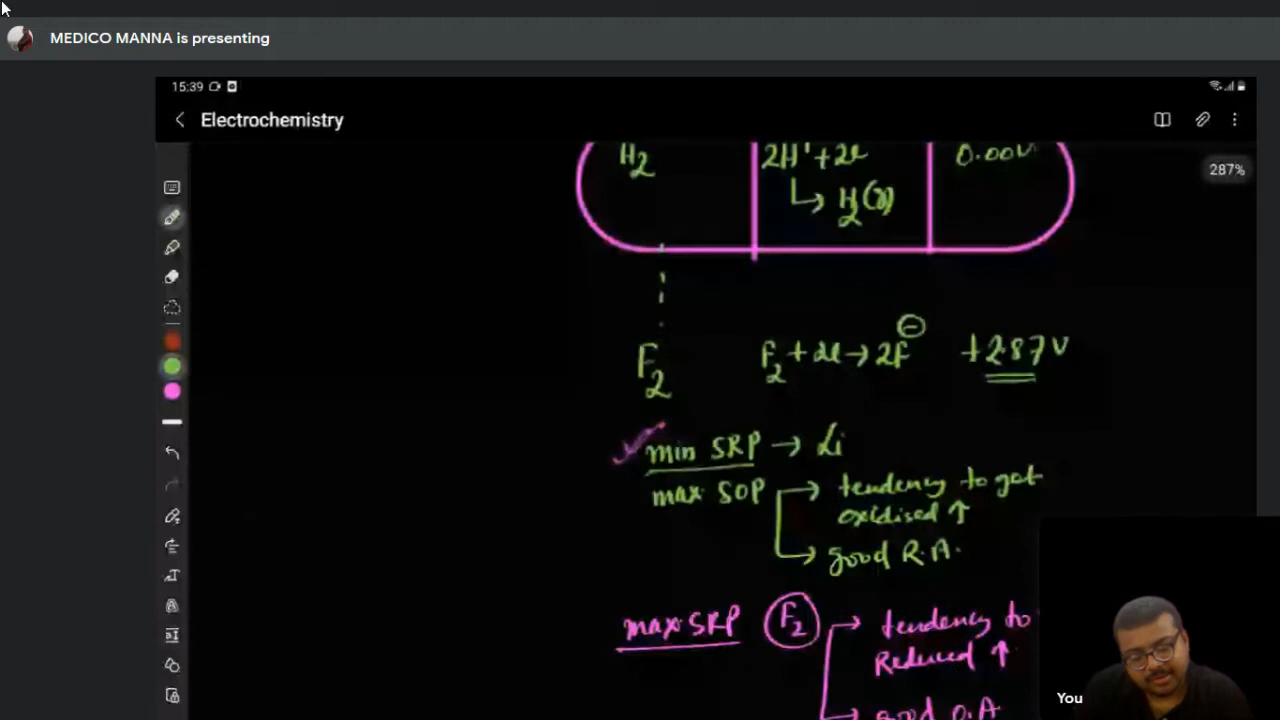 MEDICO MANNA is presenting
15:39
Electrochemistry
287%
H2 2H++2e 0.00V
↳ H2(g)
F2 F2+2e→2F⊖ +2.87V
min SRP → Li
max SOP → tendency to get
oxidised ↑
→ good R.A.
max SRP F2 → tendency to
Reduced ↑
→ good O.A
You